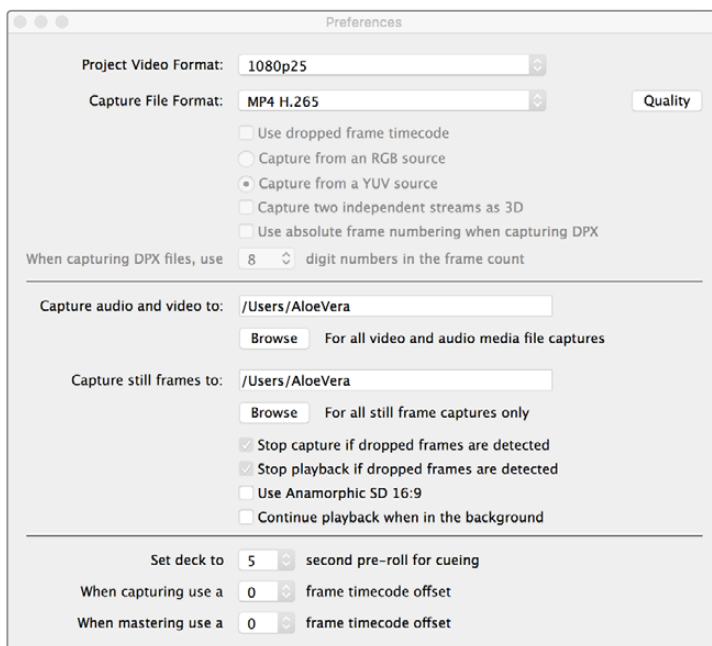 Preferences
Project Video Format: 1080p25
Capture File Format: MP4 H.265 Quality
Use dropped frame timecode
Capture from an RGB source
Capture from a YUV source
Capture two independent streams as 3D
Use absolute frame numbering when capturing DPX
When capturing DPX files, use 8 digit numbers in the frame count
Capture audio and video to: /Users/AloeVera
Browse For all video and audio media file captures
Capture still frames to: /Users/AloeVera
Browse For all still frame captures only
Stop capture if dropped frames are detected
Stop playback if dropped frames are detected
Use Anamorphic SD 16:9
Continue playback when in the background
Set deck to 5 second pre-roll for cueing
When capturing use a 0 frame timecode offset
When mastering use a 0 frame timecode offset